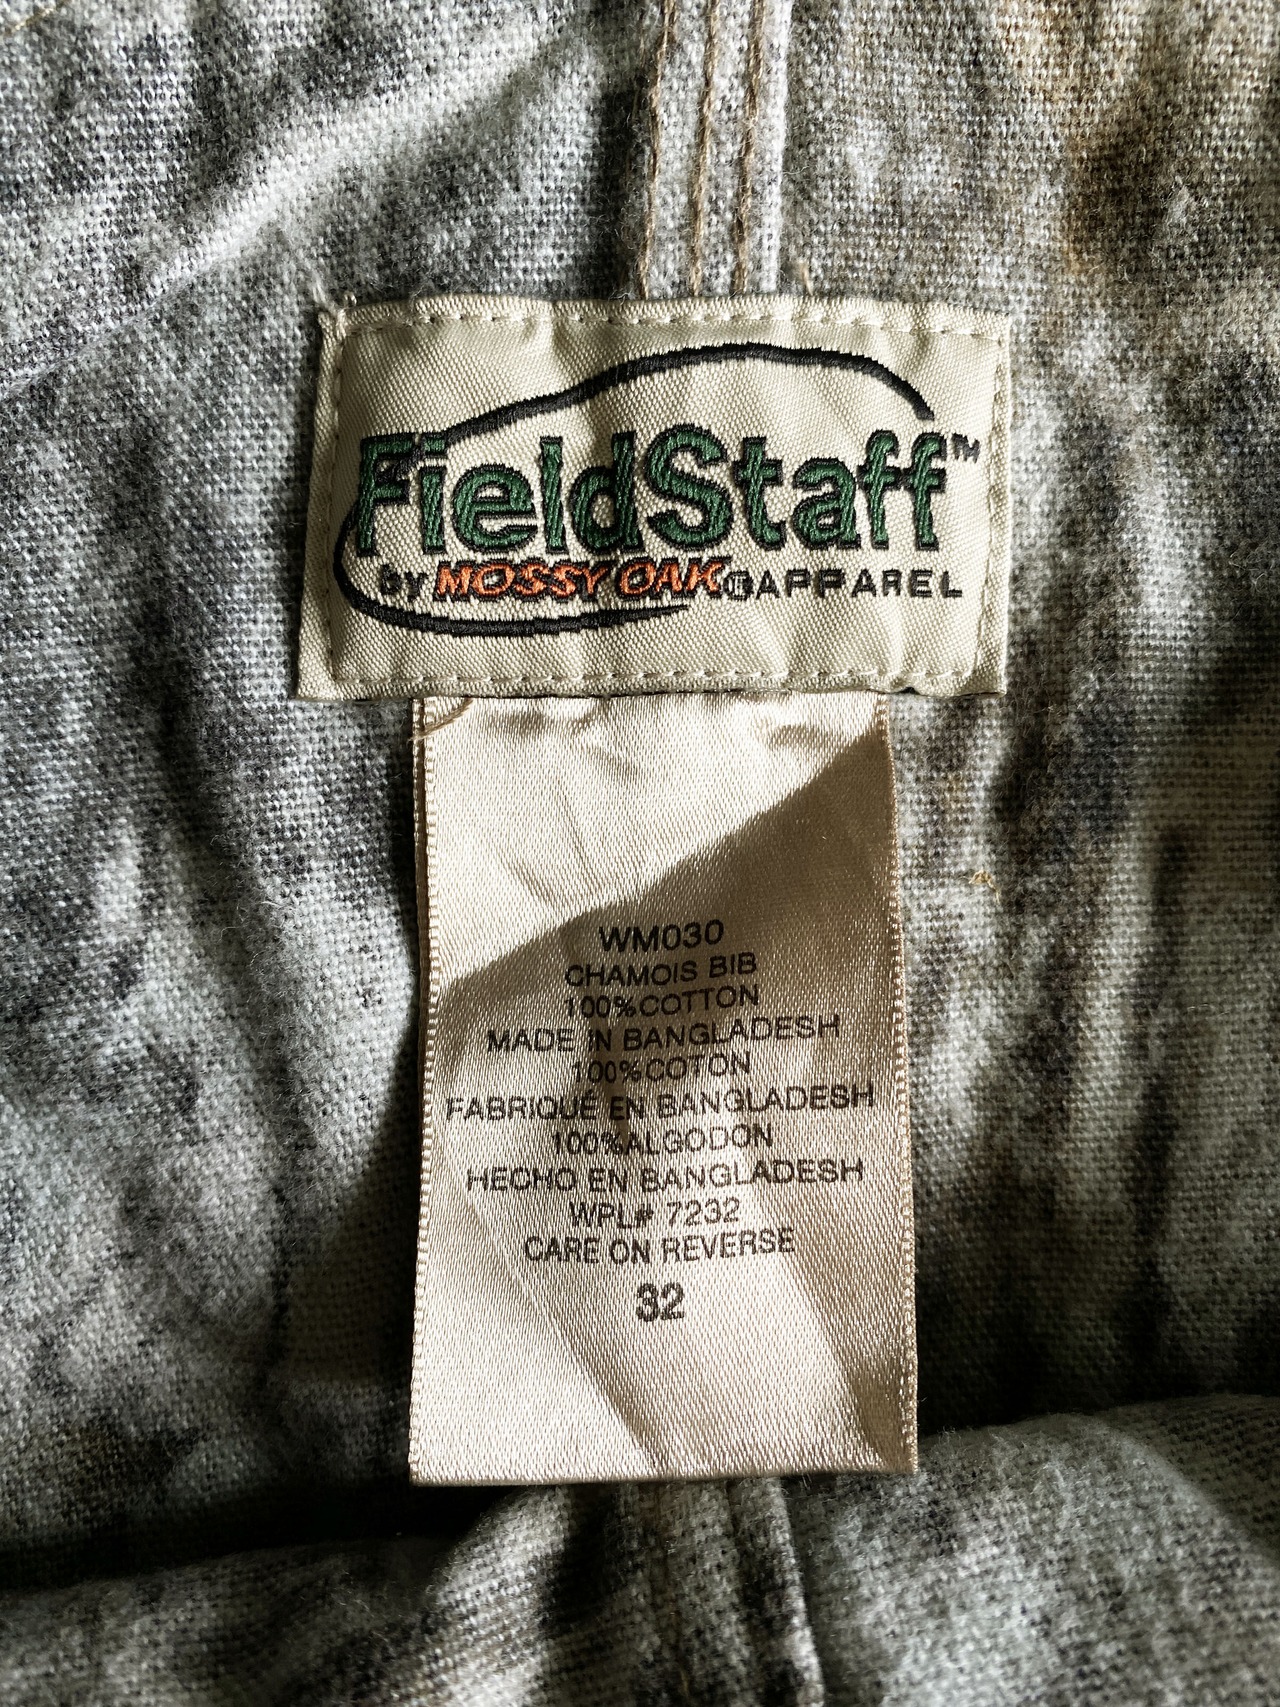 FieldStaff™
by MOSSY OAK® APPAREL
WM030
CHAMOIS BIB
100%COTTON
MADE IN BANGLADESH
100%COTON
FABRIQUÉ EN BANGLADESH
100%ALGODON
HECHO EN BANGLADESH
WPL# 7232
CARE ON REVERSE
32